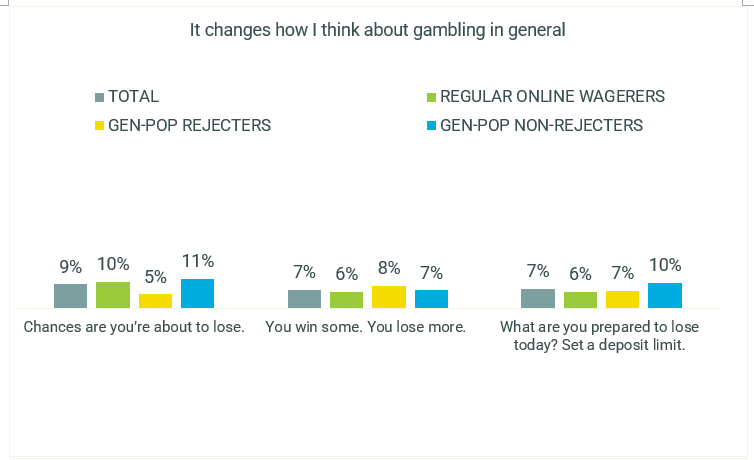 It changes how I think about gambling in general
TOTAL
REGULAR ONLINE WAGERERS
GEN-POP REJECTERS
GEN-POP NON-REJECTERS
9%
10%
5%
11%
7%
6%
8%
7%
7%
6%
7%
10%
Chances are you’re about to lose.
You win some. You lose more.
What are you prepared to lose
today? Set a deposit limit.